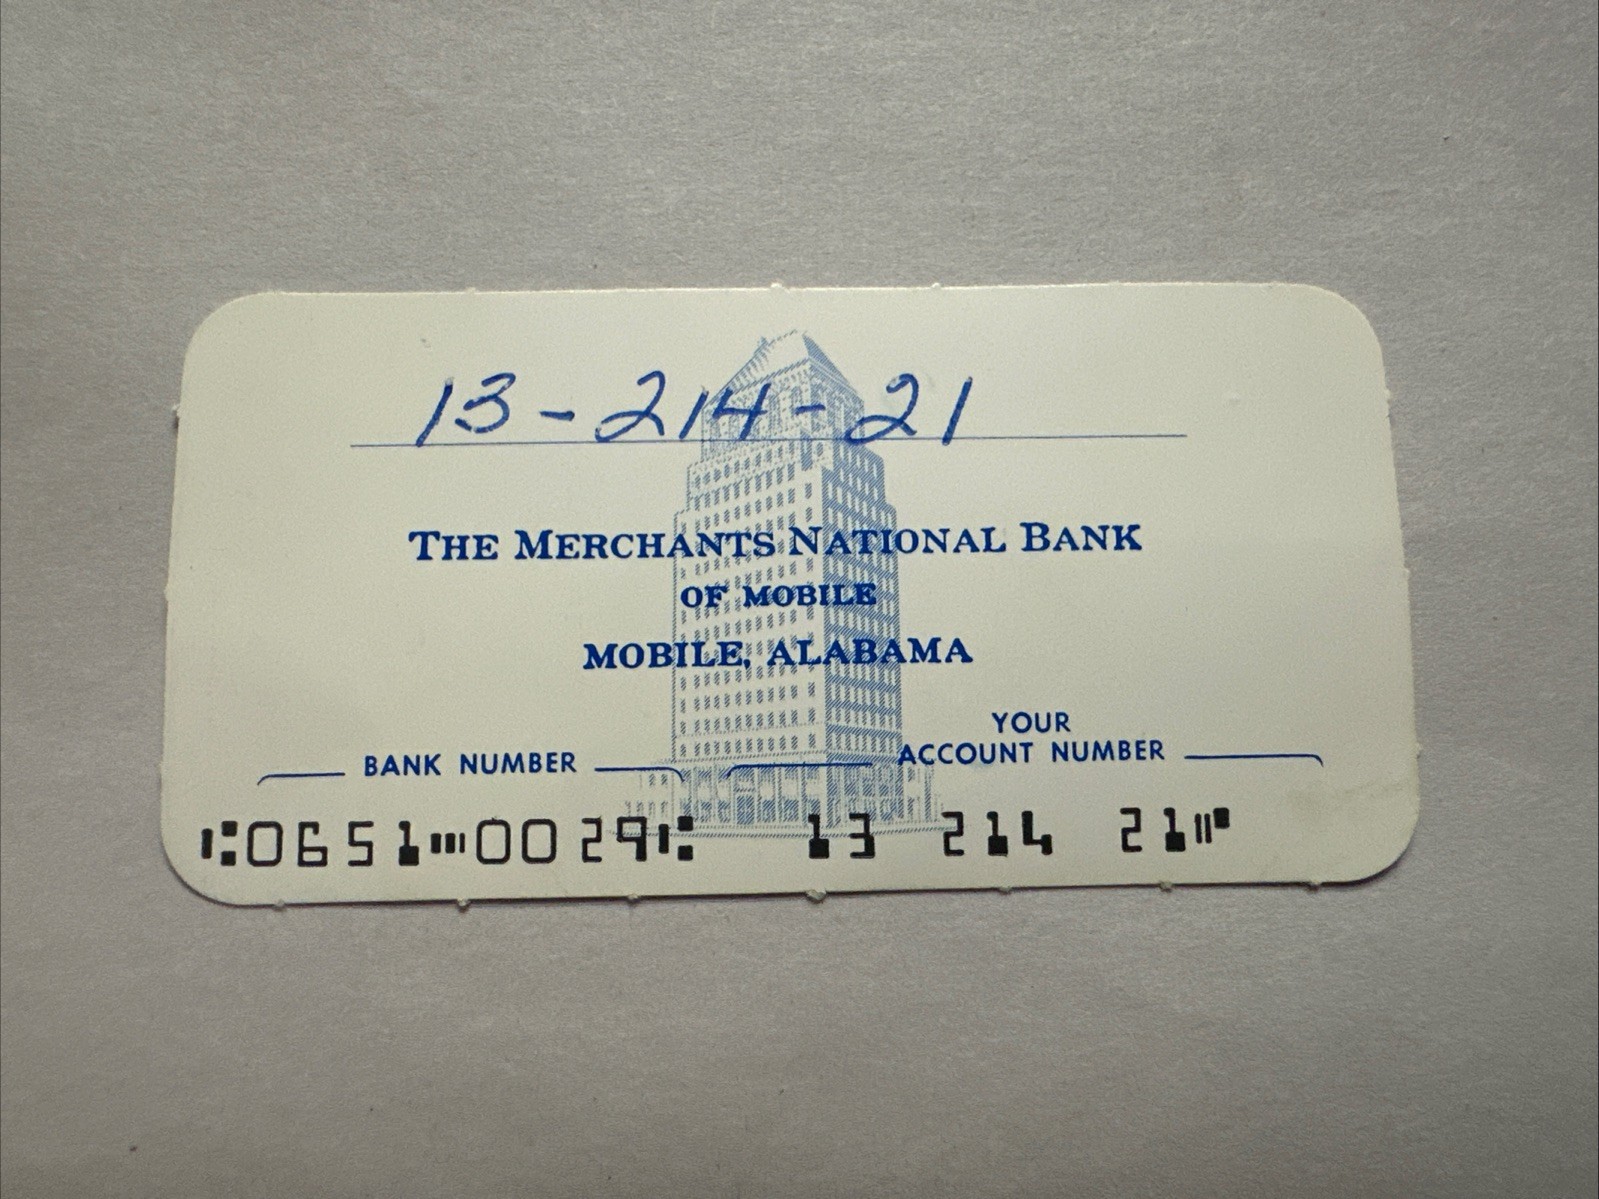 13-214-21
THE MERCHANTS NATIONAL BANK
OF MOBILE
MOBILE, ALABAMA
BANK NUMBER
YOUR
ACCOUNT NUMBER
⑆0651⑉0029⑆ 13 214 21⑈